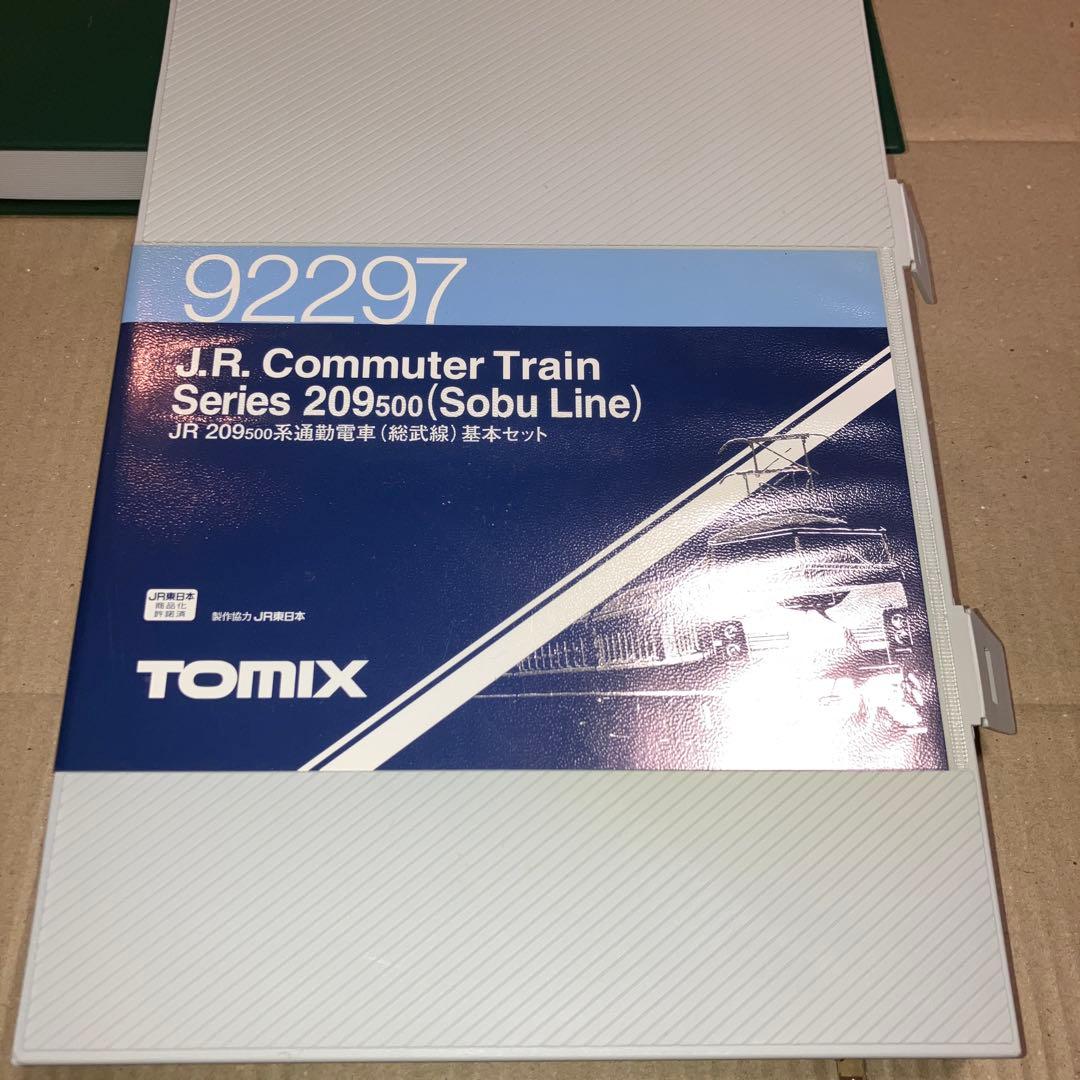 92297
J.R. Commuter Train
Series 209500 (Sobu Line)
JR 209500系通勤電車(総武線)基本セット
JR東日本
商品化
許諾済
製作協力 JR東日本
TOMIX